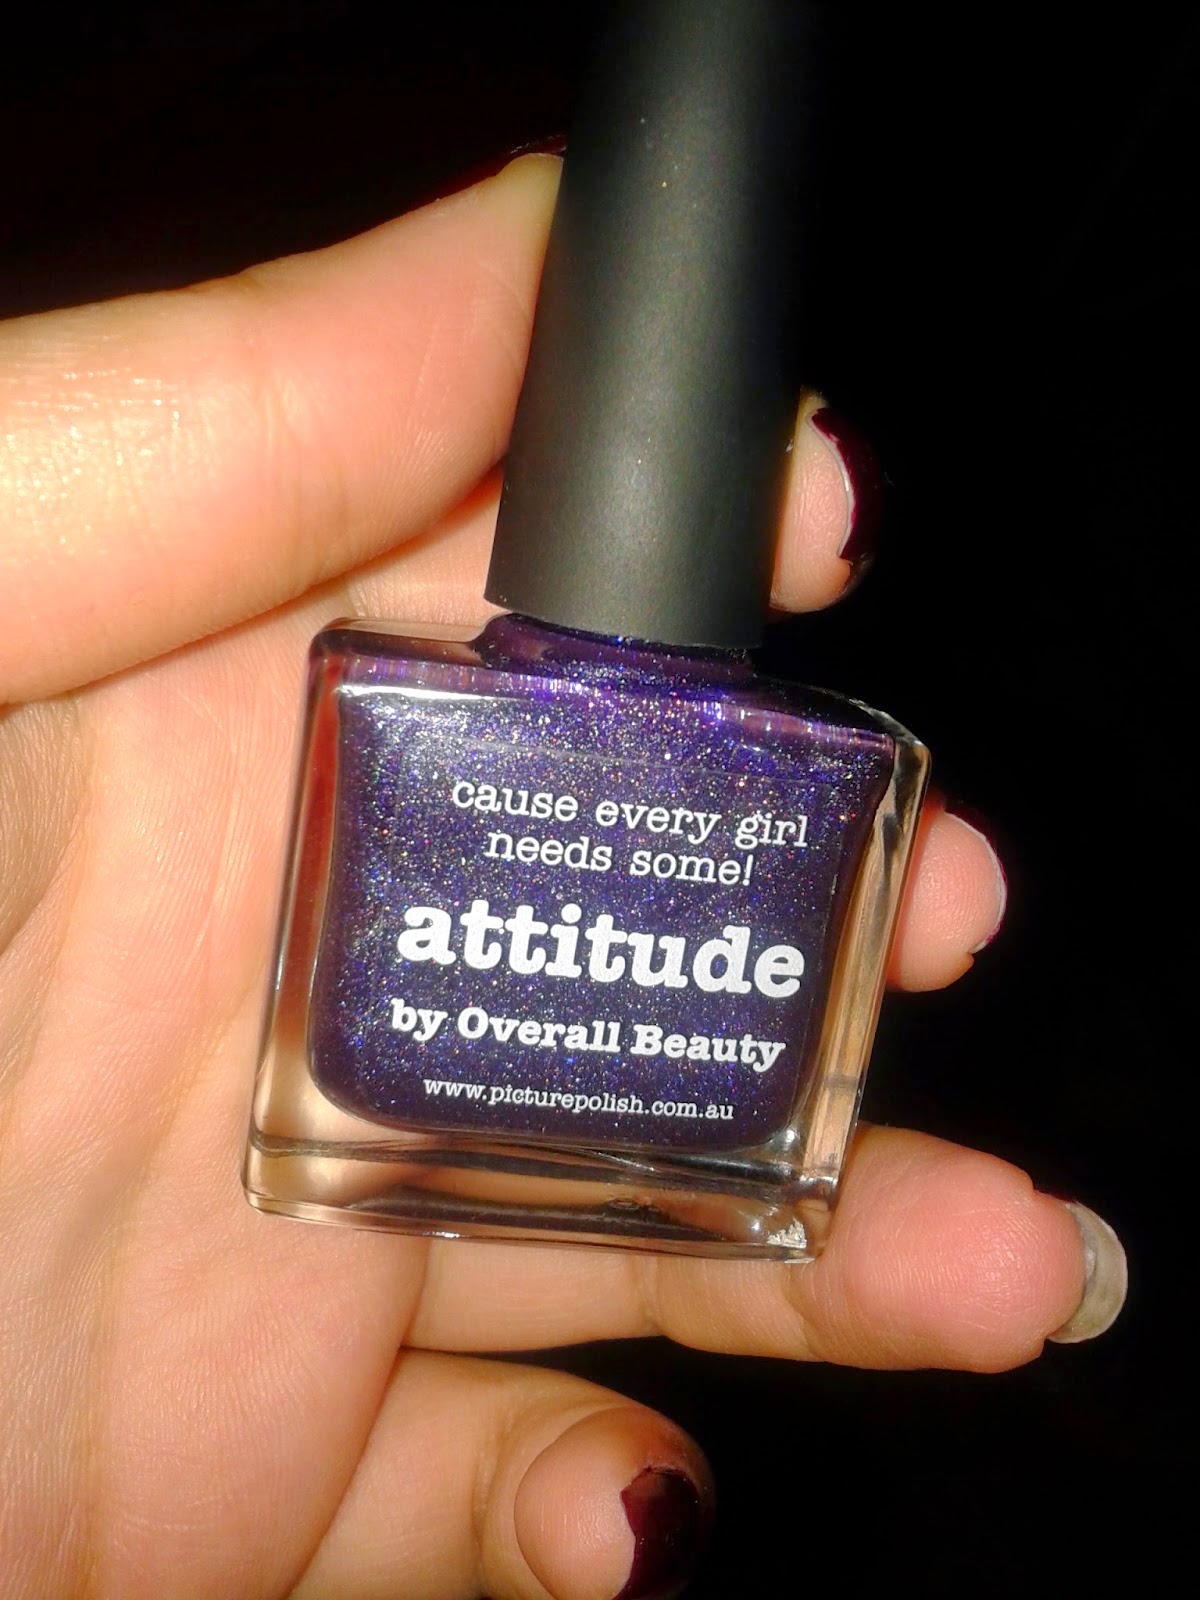 cause every girl
needs some!
attitude
by Overall Beauty
www.picturepolish.com.au